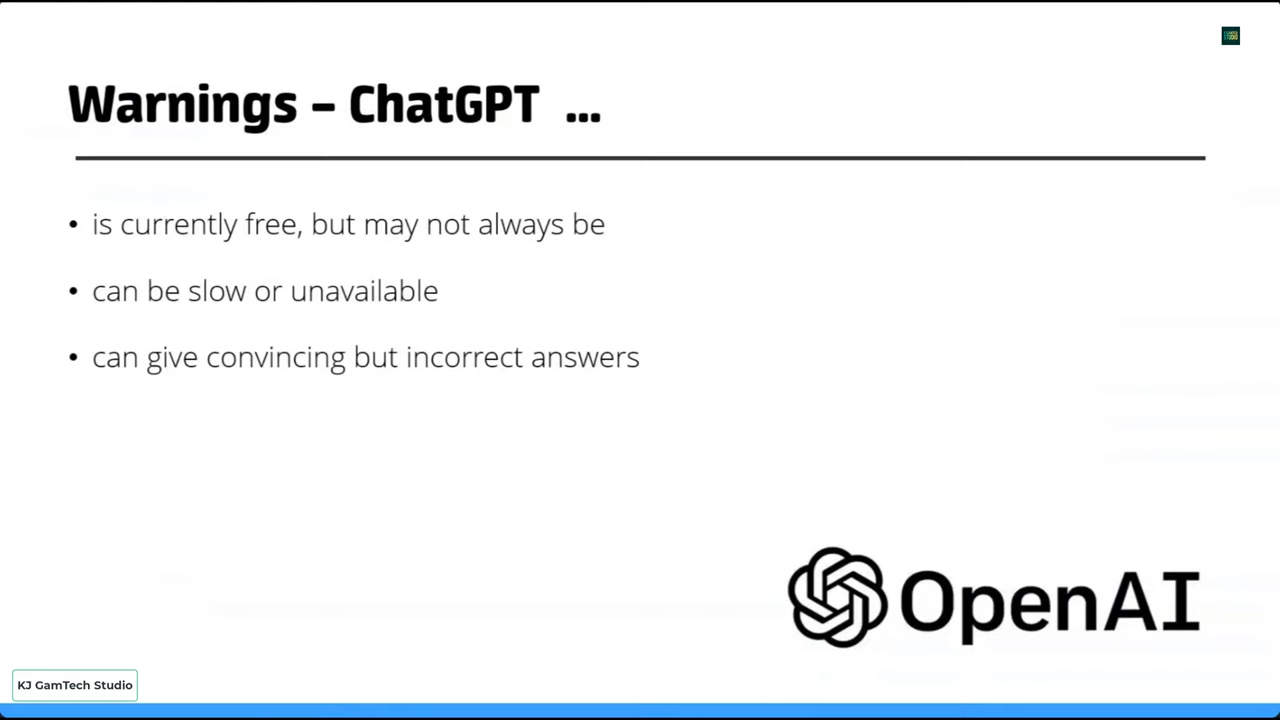 Warnings – ChatGPT ...
• is currently free, but may not always be
• can be slow or unavailable
• can give convincing but incorrect answers
OpenAI
KJ GamTech Studio